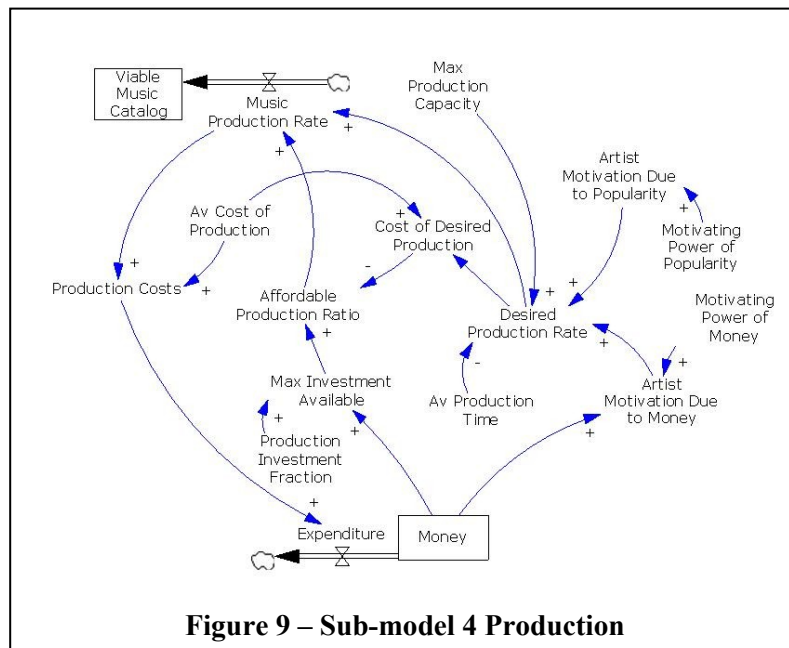 Viable
Music
Catalog
Music
Production Rate
+
+
Max
Production
Capacity
Artist
Motivation Due
to Popularity
+
Motivating
Power of
Popularity
Av Cost of
Production
+
Cost of Desired
Production
-
+
Production Costs
+
Affordable
Production Ratio
+
+
+
Desired
Production Rate
+
Motivating
Power of
Money
+
Artist
Motivation Due
to Money
+
-
Av Production
Time
Max Investment
Available
+
+
Production
Investment
Fraction
+
Expenditure
Money
Figure 9 – Sub-model 4 Production